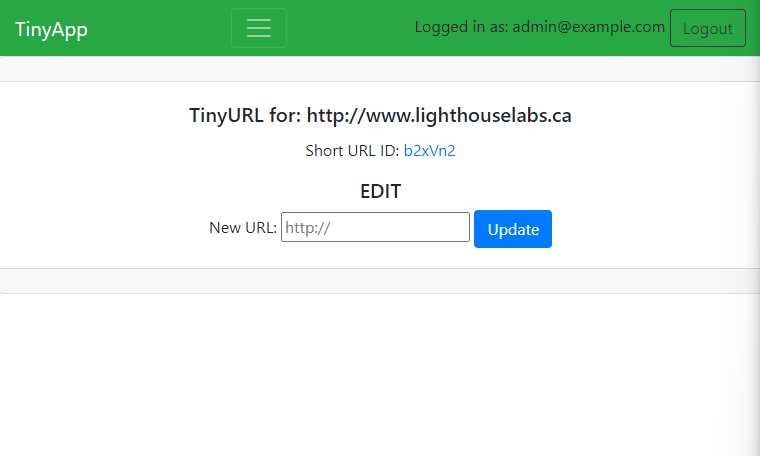 TinyApp
Logged in as: admin@example.com Logout
TinyURL for: http://www.lighthouselabs.ca
Short URL ID: b2xVn2
EDIT
New URL: http:// Update